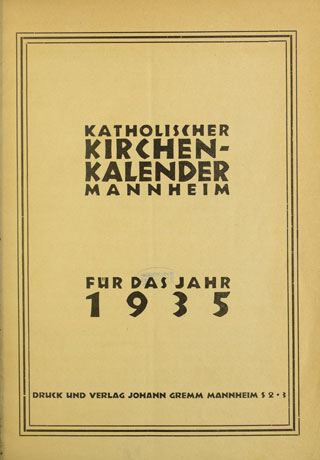 KATHOLISCHER
KIRCHEN-
KALENDER
MANNHEIM
FÜR DAS JAHR
1935
DRUCK UND VERLAG JOHANN GREMM MANNHEIM S 2 • 3